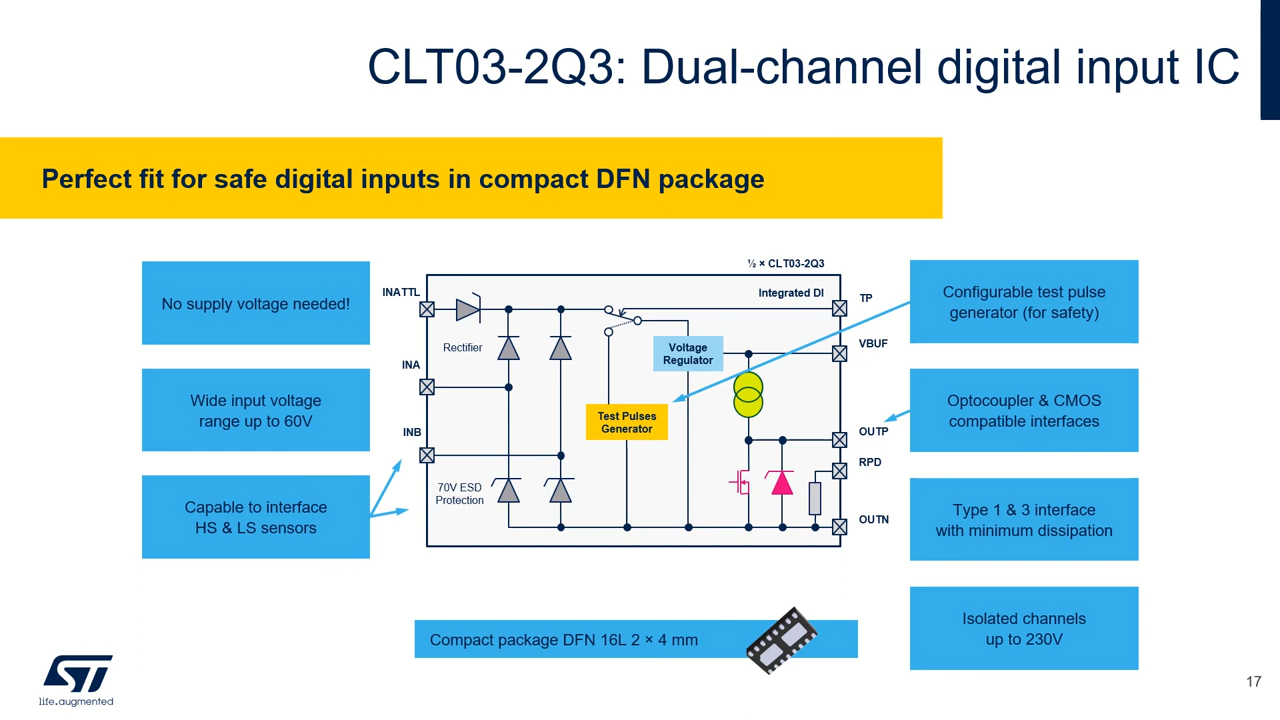 CLT03-2Q3: Dual-channel digital input IC
Perfect fit for safe digital inputs in compact DFN package
No supply voltage needed!
Wide input voltage
range up to 60V
Capable to interface
HS & LS sensors
½ × CLT03-2Q3
INATTL
Integrated DI
TP
Rectifier
Voltage
Regulator
VBUF
INA
Test Pulses
Generator
INB
OUTP
RPD
70V ESD
Protection
OUTN
Configurable test pulse
generator (for safety)
Optocoupler & CMOS
compatible interfaces
Type 1 & 3 interface
with minimum dissipation
Isolated channels
up to 230V
Compact package DFN 16L 2 × 4 mm
ST
life.augmented
17